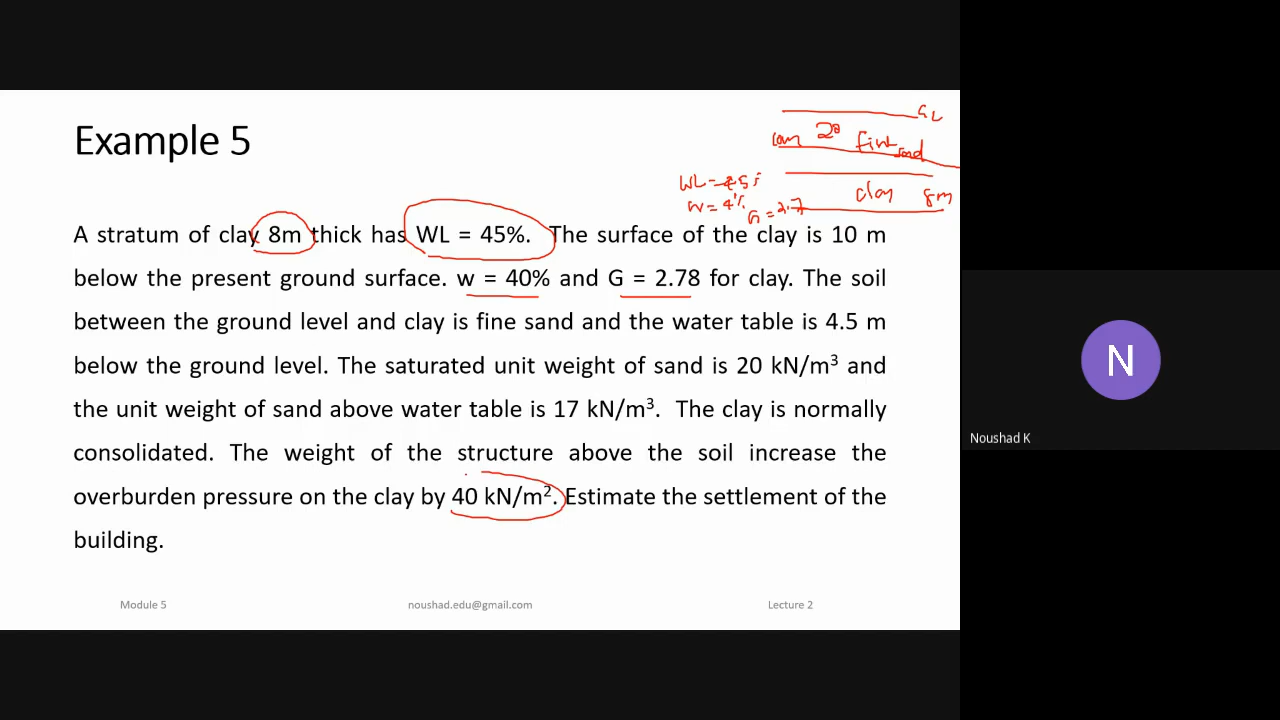 Example 5
GL
fine sand
clay 8m
A stratum of clay 8m thick has WL = 45%. The surface of the clay is 10 m
below the present ground surface. w = 40% and G = 2.78 for clay. The soil
between the ground level and clay is fine sand and the water table is 4.5 m
below the ground level. The saturated unit weight of sand is 20 kN/m³ and
the unit weight of sand above water table is 17 kN/m³. The clay is normally
consolidated. The weight of the structure above the soil increase the
overburden pressure on the clay by 40 kN/m². Estimate the settlement of the
building.
Module 5 noushad.edu@gmail.com Lecture 2
N
Noushad K